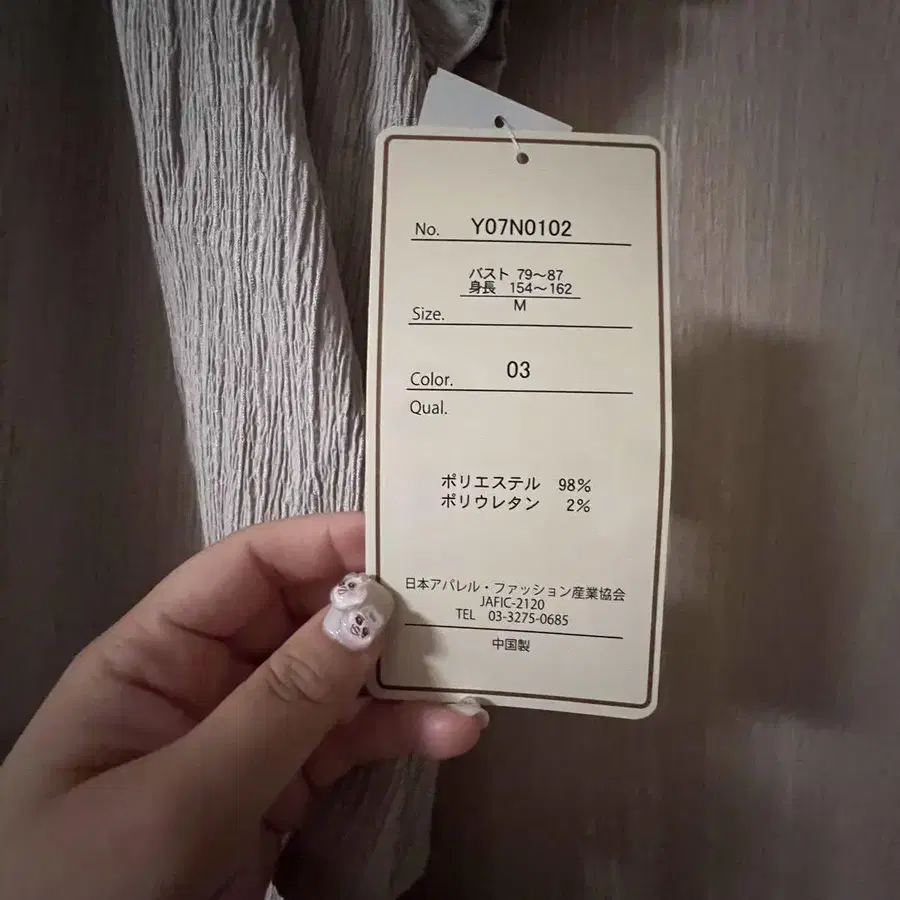 No. Y07N0102
バスト 79～87
身長 154～162
M
Size.
Color. 03
Qual.
ポリエステル 98%
ポリウレタン 2%
日本アパレル・ファッション産業協会
JAFIC-2120
TEL 03-3275-0685
中国製